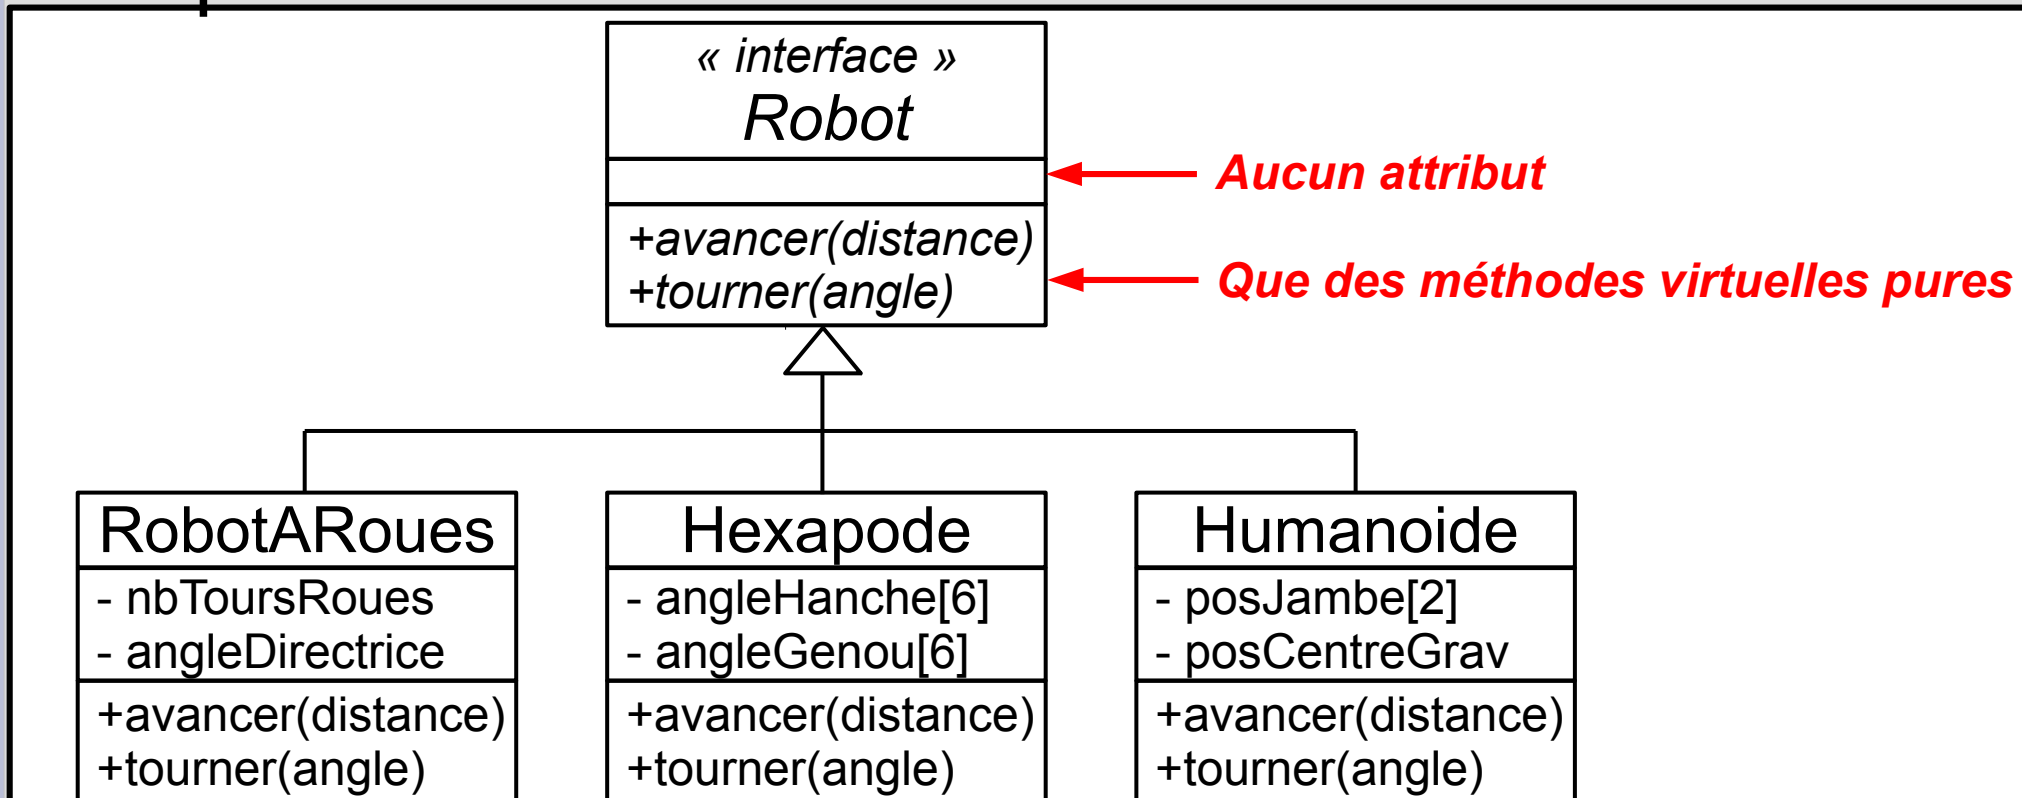 « interface »
Robot
Aucun attribut
+avancer(distance)
+tourner(angle)
Que des méthodes virtuelles pures
RobotARoues
- nbToursRoues
- angleDirectrice
+avancer(distance)
+tourner(angle)
Hexapode
- angleHanche[6]
- angleGenou[6]
+avancer(distance)
+tourner(angle)
Humanoide
- posJambe[2]
- posCentreGrav
+avancer(distance)
+tourner(angle)